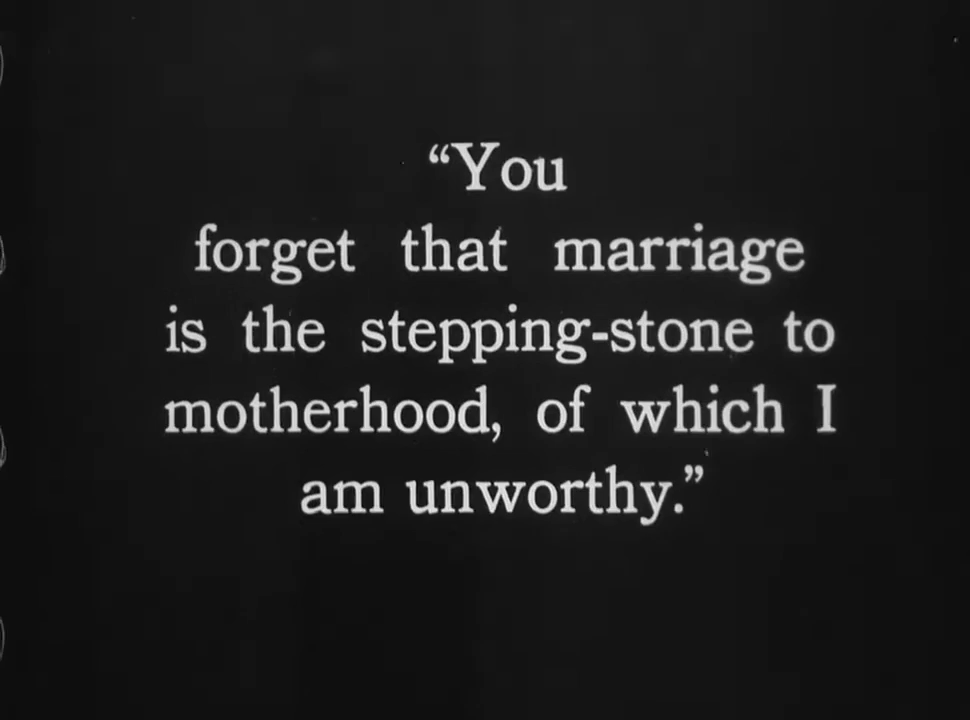 “You
forget that marriage
is the stepping-stone to
motherhood, of which I
am unworthy.”